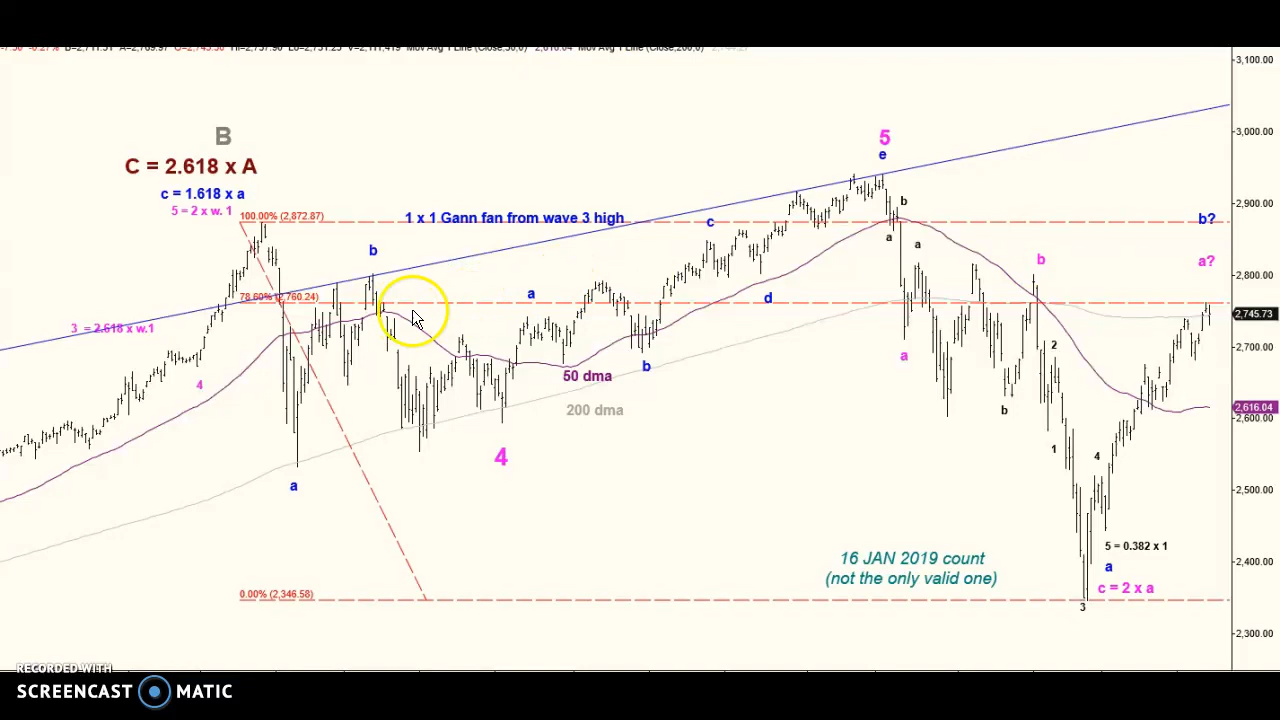 3,100.00
B
5
3,000.00
C = 2.618 x A
e
c = 1.618 x a
5 = 2 x w. 1
100.00% (2,872.87)
1 x 1 Gann fan from wave 3 high
c
b
2,900.00
b?
a
a
b
b
a?
78.60% (2,760.24)
a
d
2,800.00
3 = 2.618 x w.1
2,745.73
4
50 dma
b
a
2
2,700.00
200 dma
b
2,616.04
2,600.00
4
1
4
a
2,500.00
16 JAN 2019 count
(not the only valid one)
5 = 0.382 x 1
a
2,400.00
0.00% (2,346.58)
c = 2 x a
3
2,300.00
RECORDED WITH
SCREENCAST MATIC